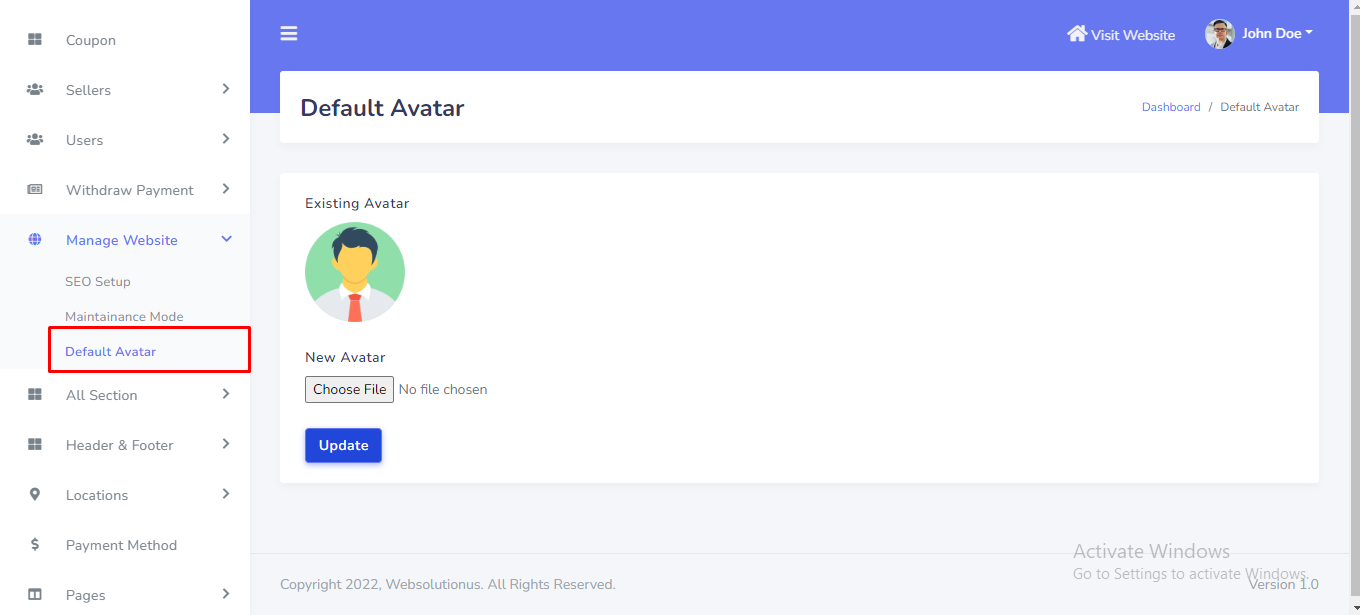 Coupon
Sellers
Users
Withdraw Payment
Manage Website
SEO Setup
Maintainance Mode
Default Avatar
All Section
Header & Footer
Locations
Payment Method
Pages
Visit Website
John Doe
Default Avatar
Dashboard / Default Avatar
Existing Avatar
New Avatar
Choose File No file chosen
Update
Activate Windows
Go to Settings to activate Windows.
Copyright 2022, Websolutionus. All Rights Reserved.
Version 1.0